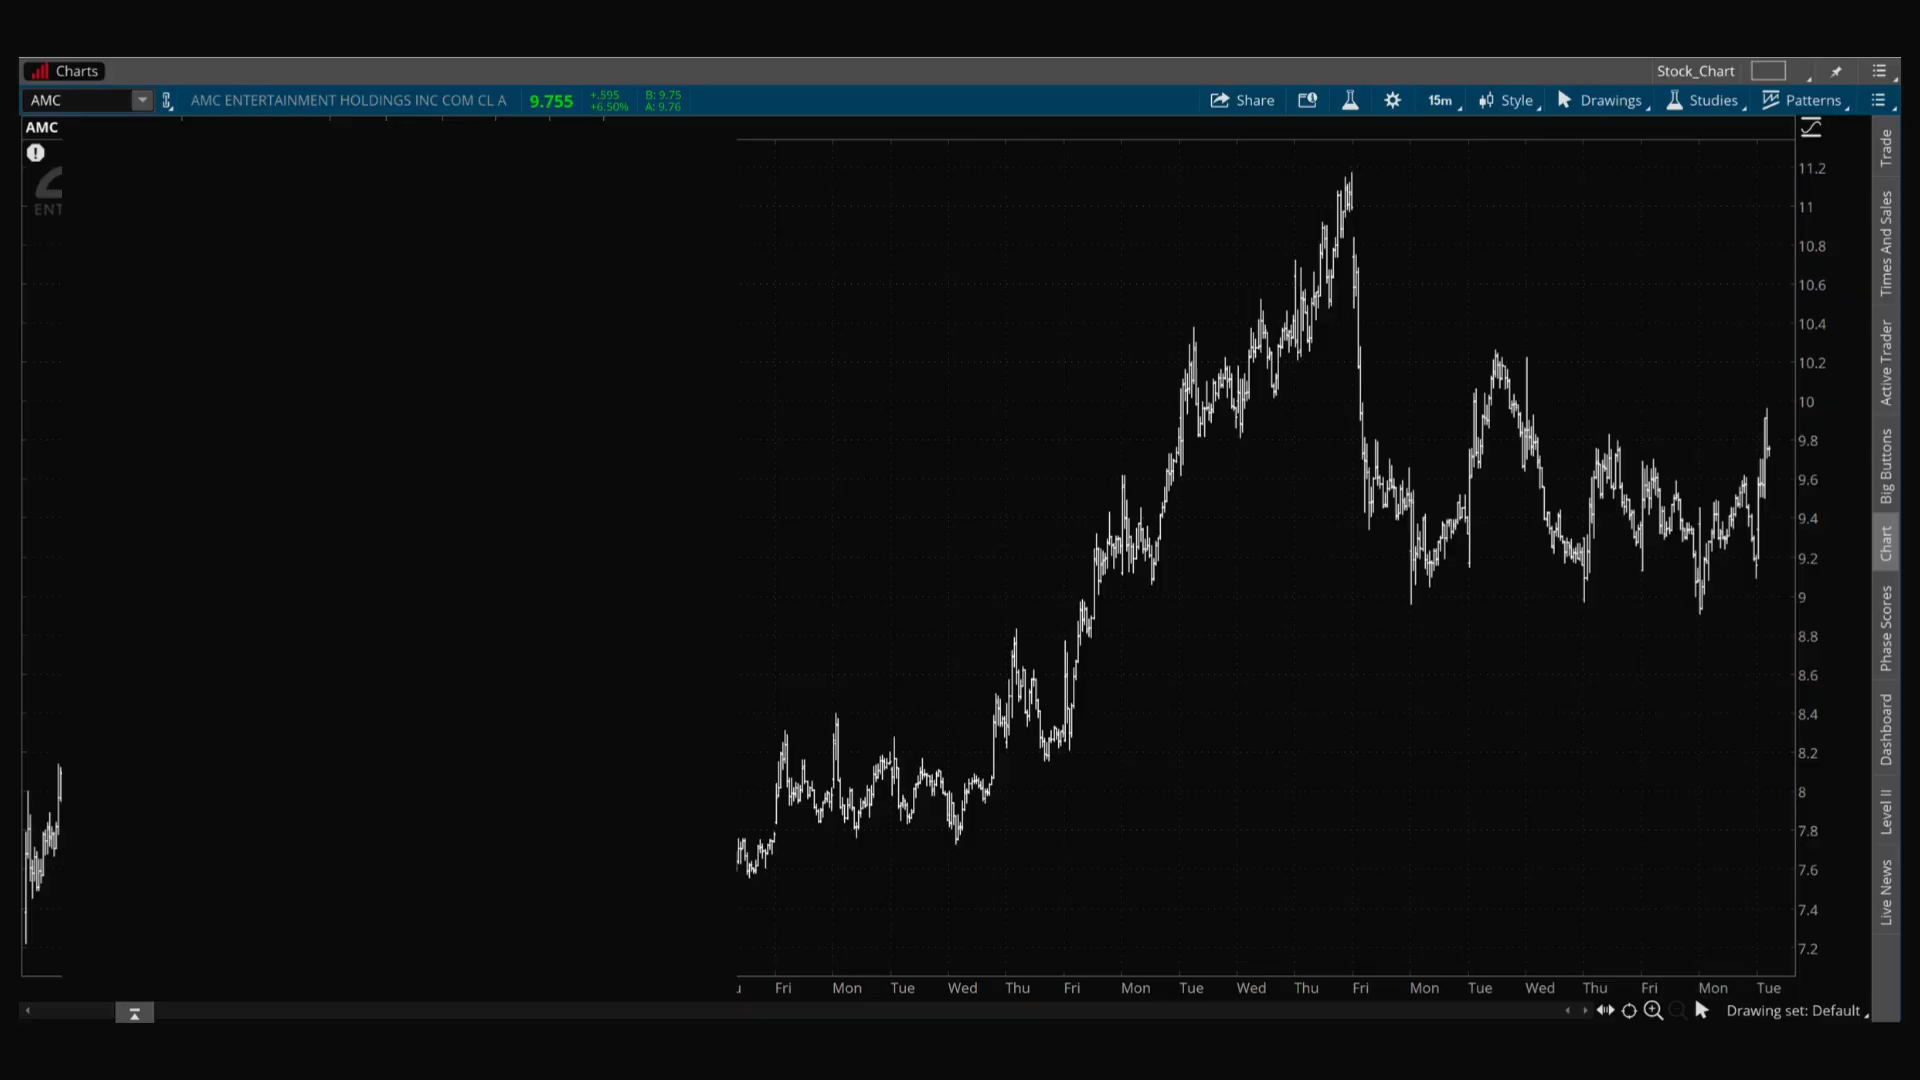 Charts
Stock_Chart
AMC
AMC ENTERTAINMENT HOLDINGS INC COM CL A
9.755
+.595
+6.50%
B: 9.75
A: 9.76
Share
15m
Style
Drawings
Studies
Patterns
AMC
ENT
11.2
11
10.8
10.6
10.4
10.2
10
9.8
9.6
9.4
9.2
9
8.8
8.6
8.4
8.2
8
7.8
7.6
7.4
7.2
Trade
Times And Sales
Active Trader
Big Buttons
Chart
Phase Scores
Dashboard
Level II
Live News
Fri Mon Tue Wed Thu Fri Mon Tue Wed Thu Fri Mon Tue Wed Thu Fri Mon Tue
Drawing set: Default